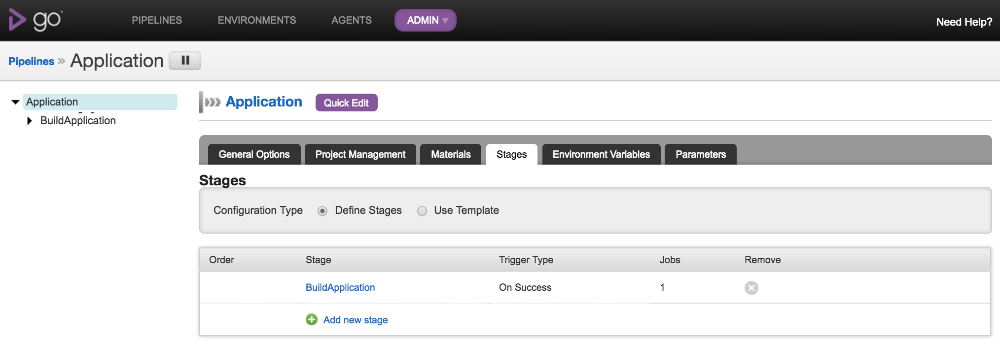 go PIPELINES ENVIRONMENTS AGENTS ADMIN Need Help?
Pipelines » Application
Application
BuildApplication
Application Quick Edit
General Options Project Management Materials Stages Environment Variables Parameters
Stages
Configuration Type Define Stages Use Template
Order Stage Trigger Type Jobs Remove
BuildApplication On Success 1
Add new stage